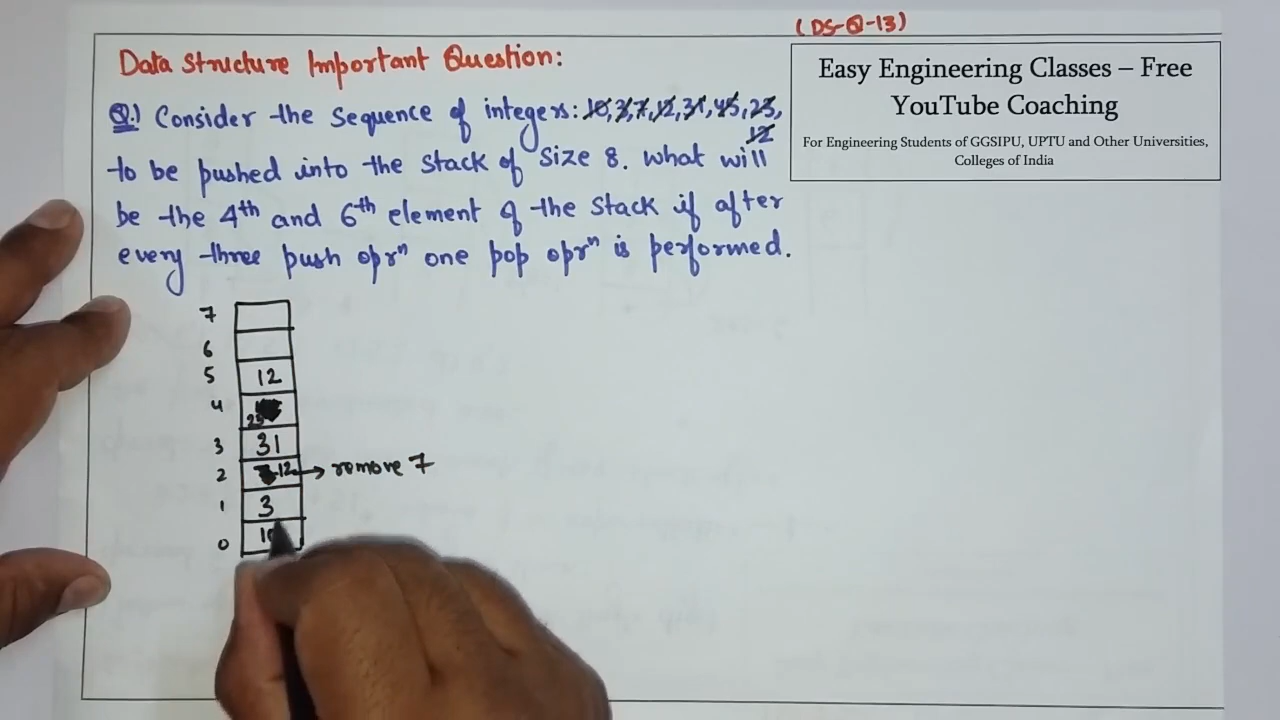 (DS-Q-13)
Data Structure Important Question:
Easy Engineering Classes – Free
YouTube Coaching
For Engineering Students of GGSIPU, UPTU and Other Universities,
Colleges of India
Q.) Consider the sequence of integers: 10, 3, 7, 12, 31, 45, 23,
12
to be pushed into the stack of size 8. What will
be the 4th and 6th element of the stack if after
every three push oprn one pop oprn is performed.
7
6
5 12
4 23
3 31
2 12 → remove 7
1 3
0